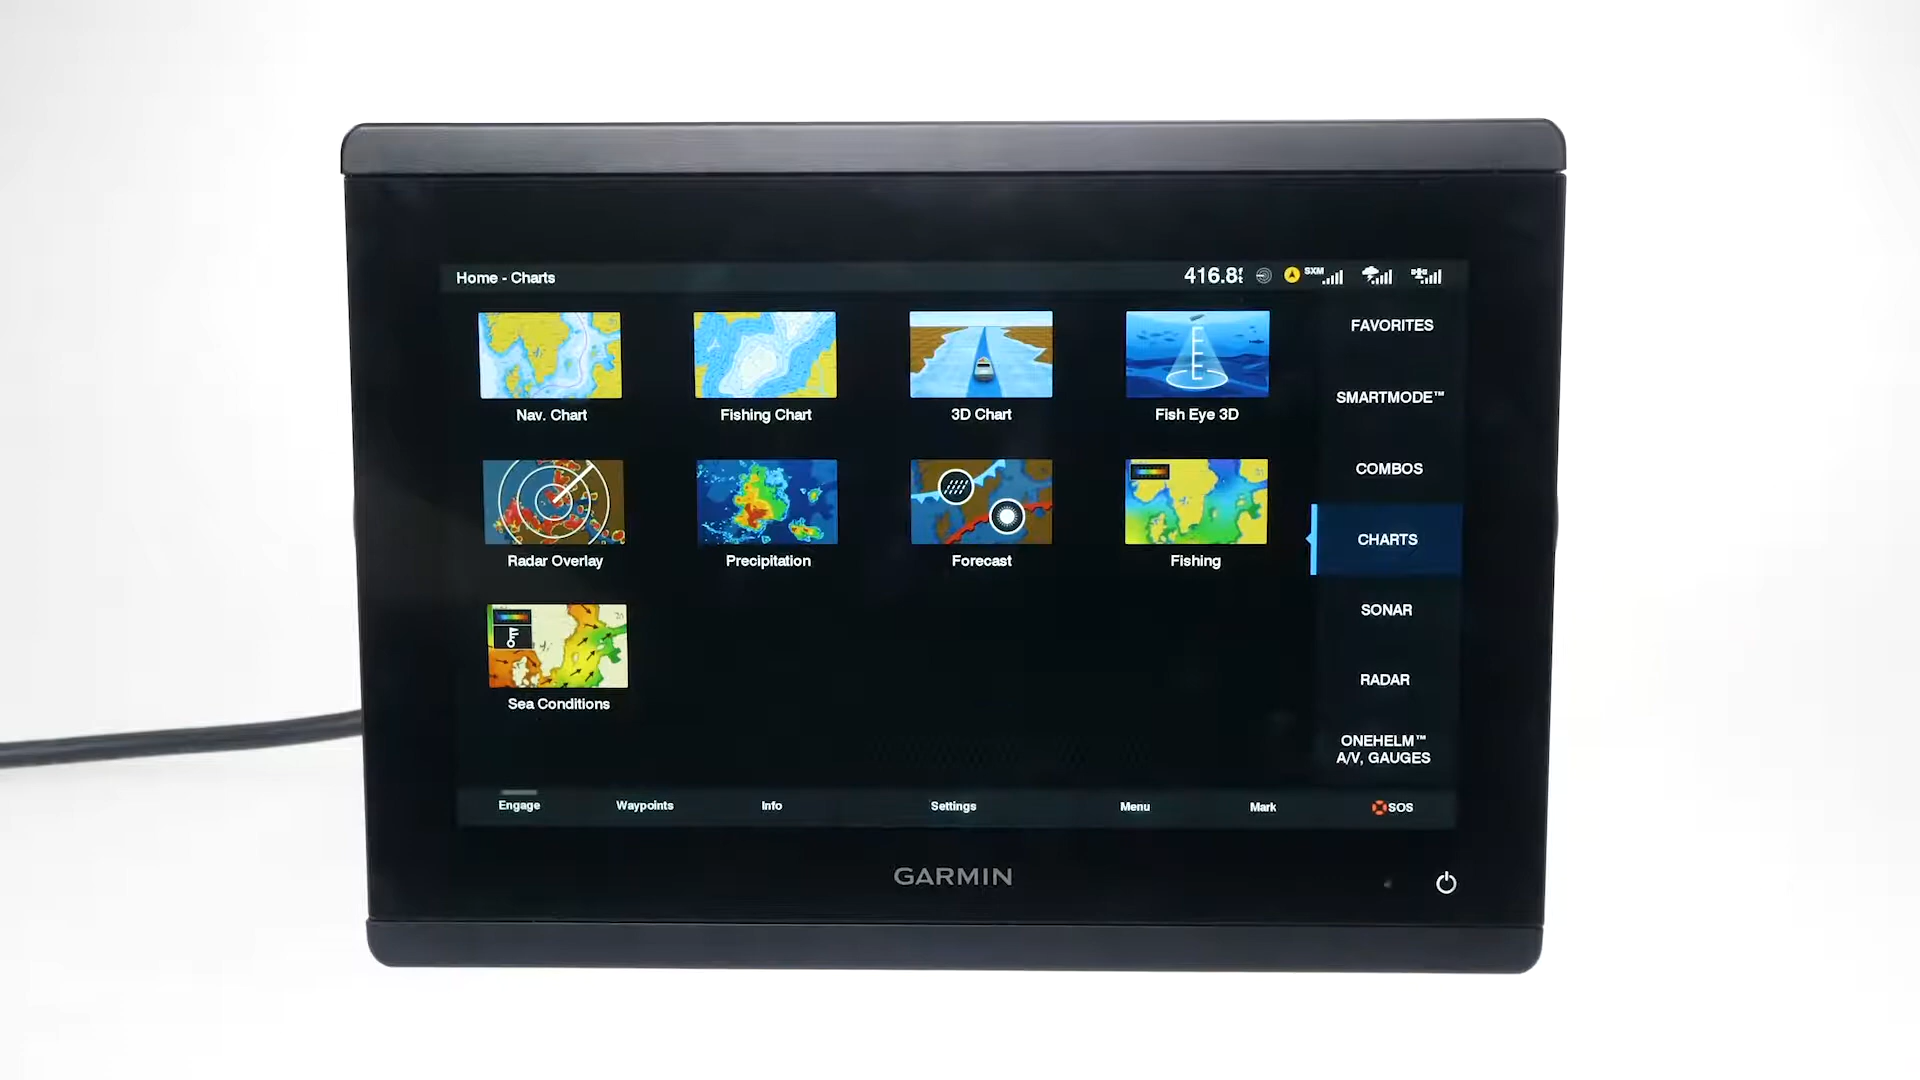 Home - Charts
416.8ft
SXM
FAVORITES
Nav. Chart
Fishing Chart
3D Chart
Fish Eye 3D
SMARTMODE™
COMBOS
Radar Overlay
Precipitation
Forecast
Fishing
CHARTS
SONAR
Sea Conditions
RADAR
ONEHELM™
A/V, GAUGES
Engage
Waypoints
Info
Settings
Menu
Mark
SOS
GARMIN